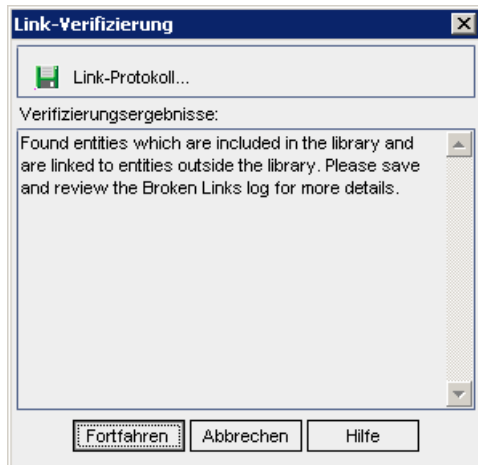 Link-Verifizierung
Link-Protokoll...
Verifizierungsergebnisse:
Found entities which are included in the library and
are linked to entities outside the library. Please save
and review the Broken Links log for more details.
Fortfahren Abbrechen Hilfe